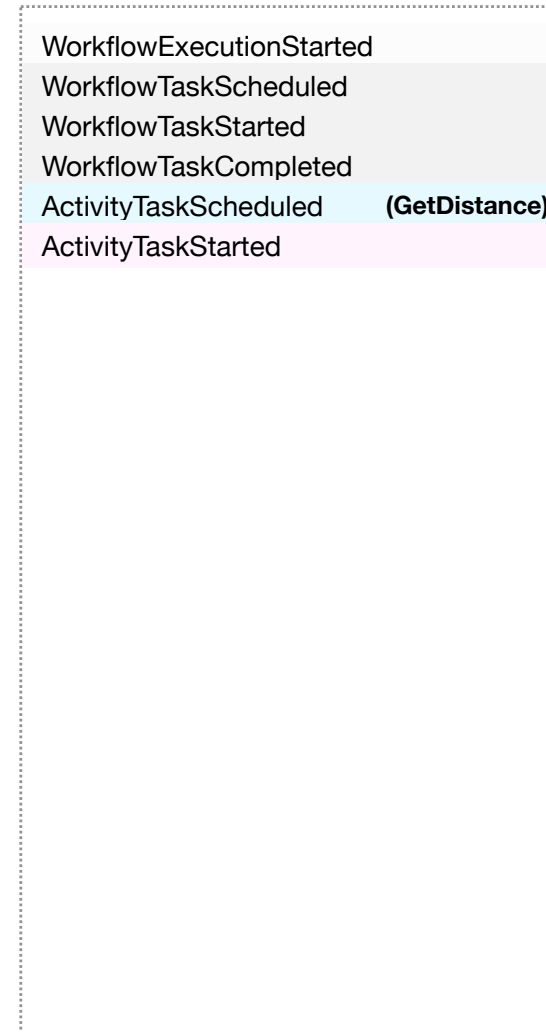 WorkflowExecutionStarted
WorkflowTaskScheduled
WorkflowTaskStarted
WorkflowTaskCompleted
ActivityTaskScheduled (GetDistance)
ActivityTaskStarted